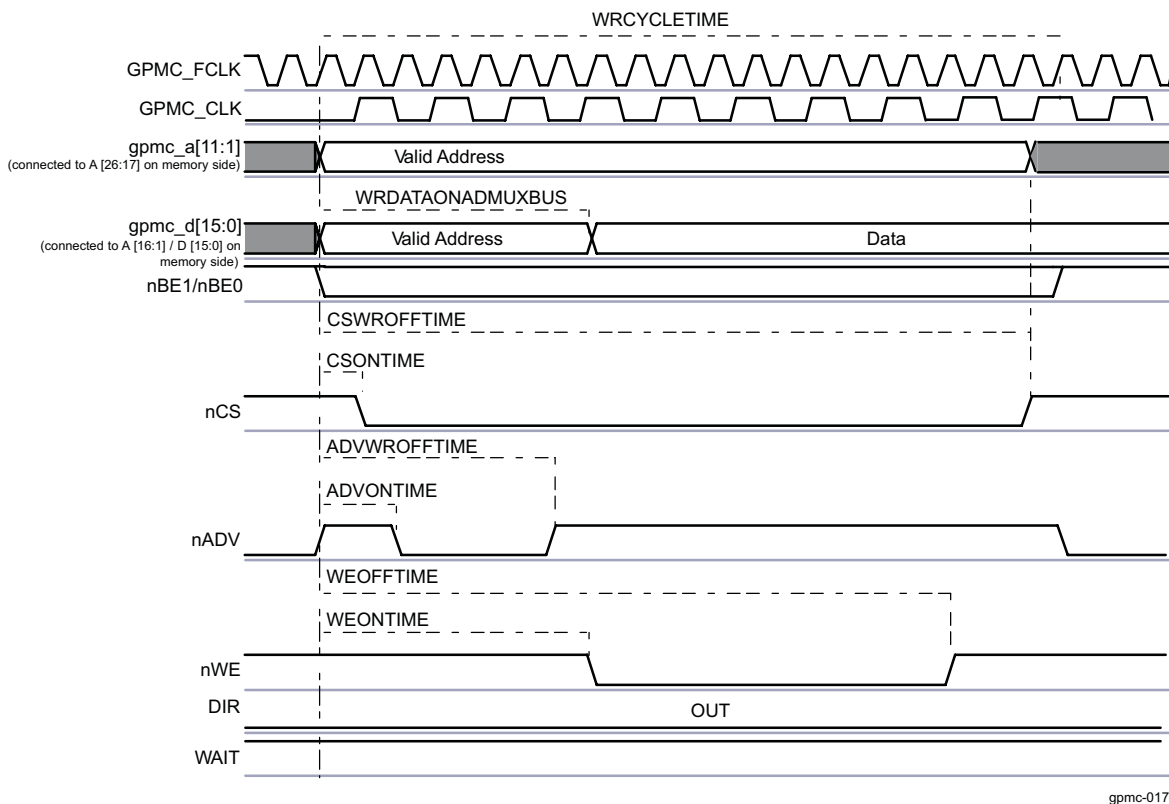 WRCYCLETIME
GPMC_FCLK
GPMC_CLK
gpmc_a[11:1]
(connected to A [26:17] on memory side)
Valid Address
WRDATAONADMUXBUS
gpmc_d[15:0]
(connected to A [16:1] / D [15:0] on
memory side)
Valid Address
Data
nBE1/nBE0
CSWROFFTIME
CSONTIME
nCS
ADVWROFFTIME
ADVONTIME
nADV
WEOFFTIME
WEONTIME
nWE
DIR
OUT
WAIT
gpmc-017